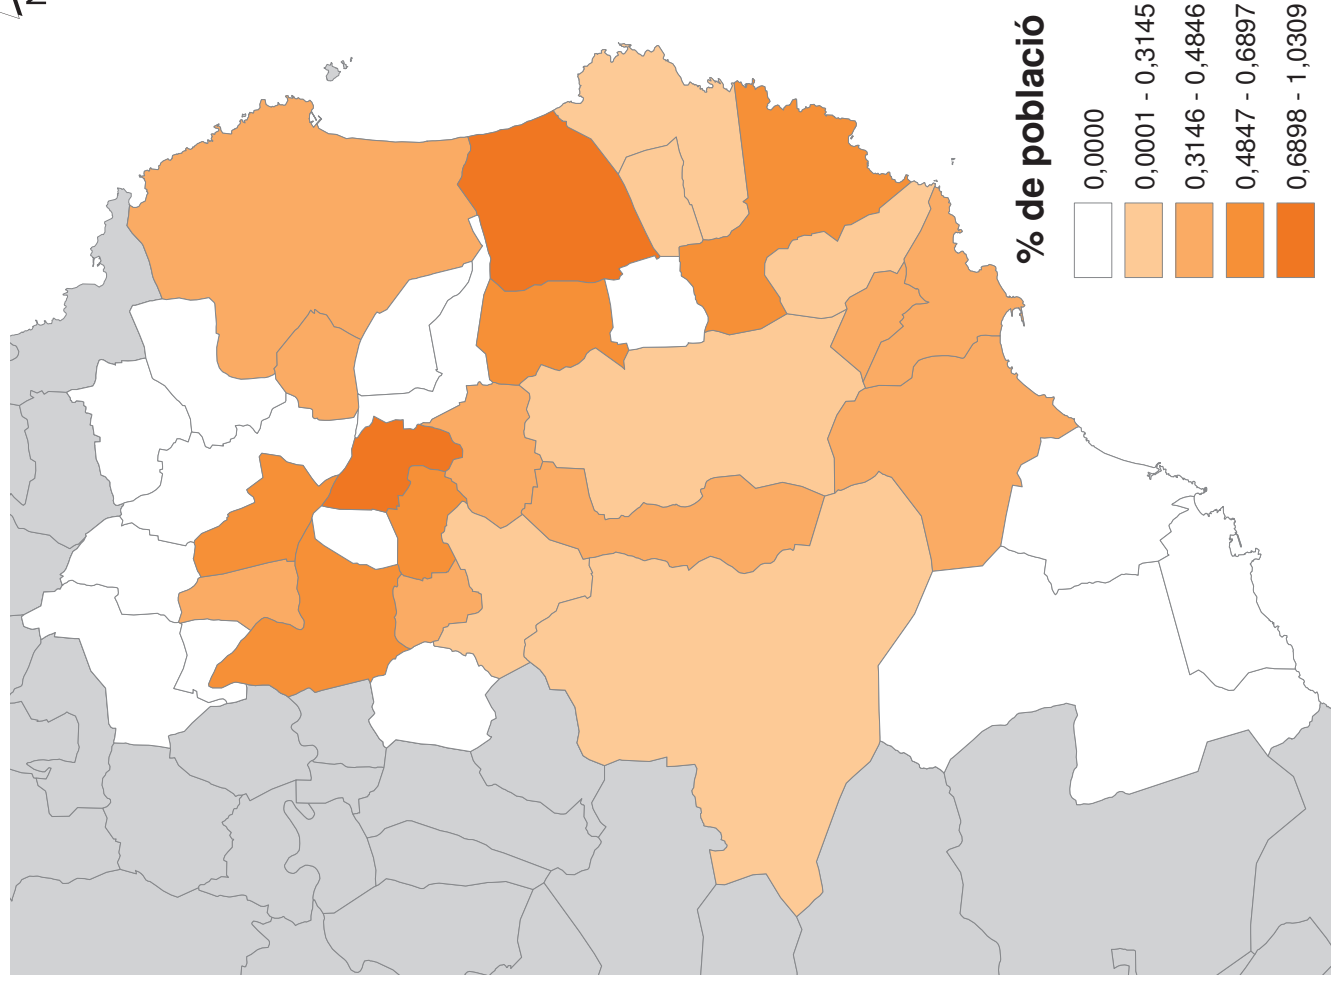 % de població
0,0000
0,0001 - 0,3145
0,3146 - 0,4846
0,4847 - 0,6897
0,6898 - 1,0309